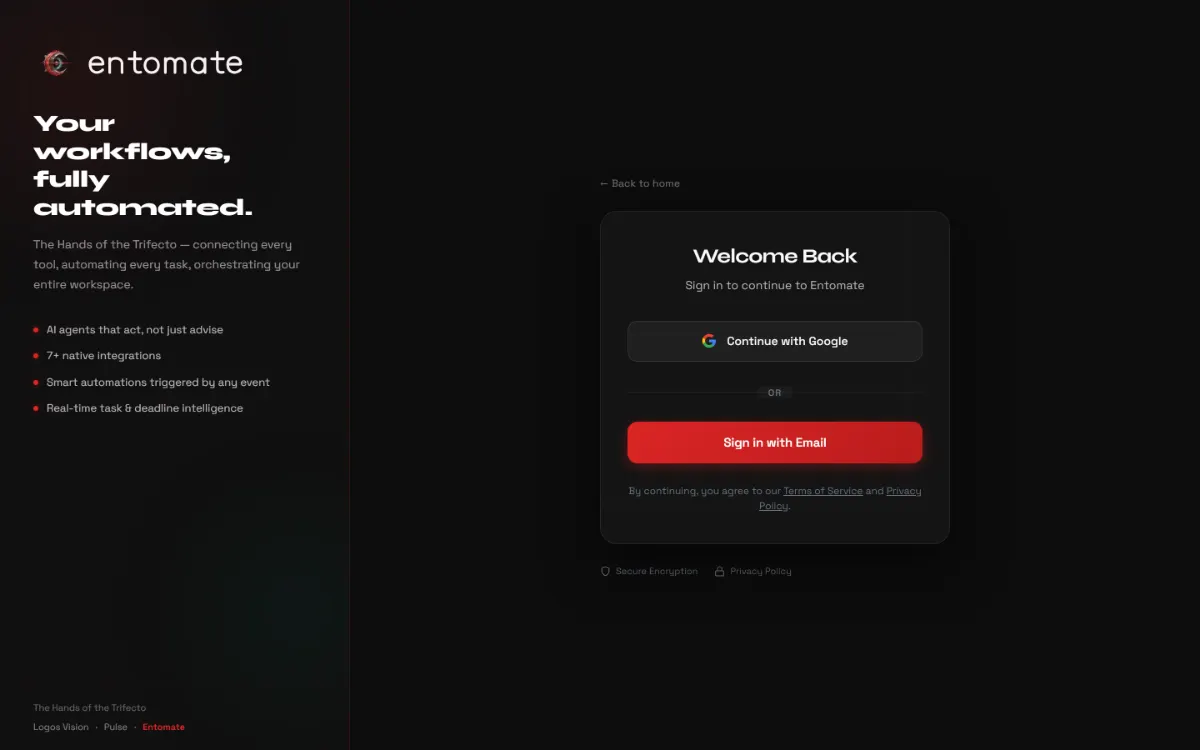 entomate
Your
workflows,
fully
automated.
The Hands of the Trifecto — connecting every
tool, automating every task, orchestrating your
entire workspace.
AI agents that act, not just advise
7+ native integrations
Smart automations triggered by any event
Real-time task & deadline intelligence
The Hands of the Trifecto
Logos Vision · Pulse · Entomate
← Back to home
Welcome Back
Sign in to continue to Entomate
Continue with Google
OR
Sign in with Email
By continuing, you agree to our Terms of Service and Privacy
Policy.
Secure Encryption
Privacy Policy